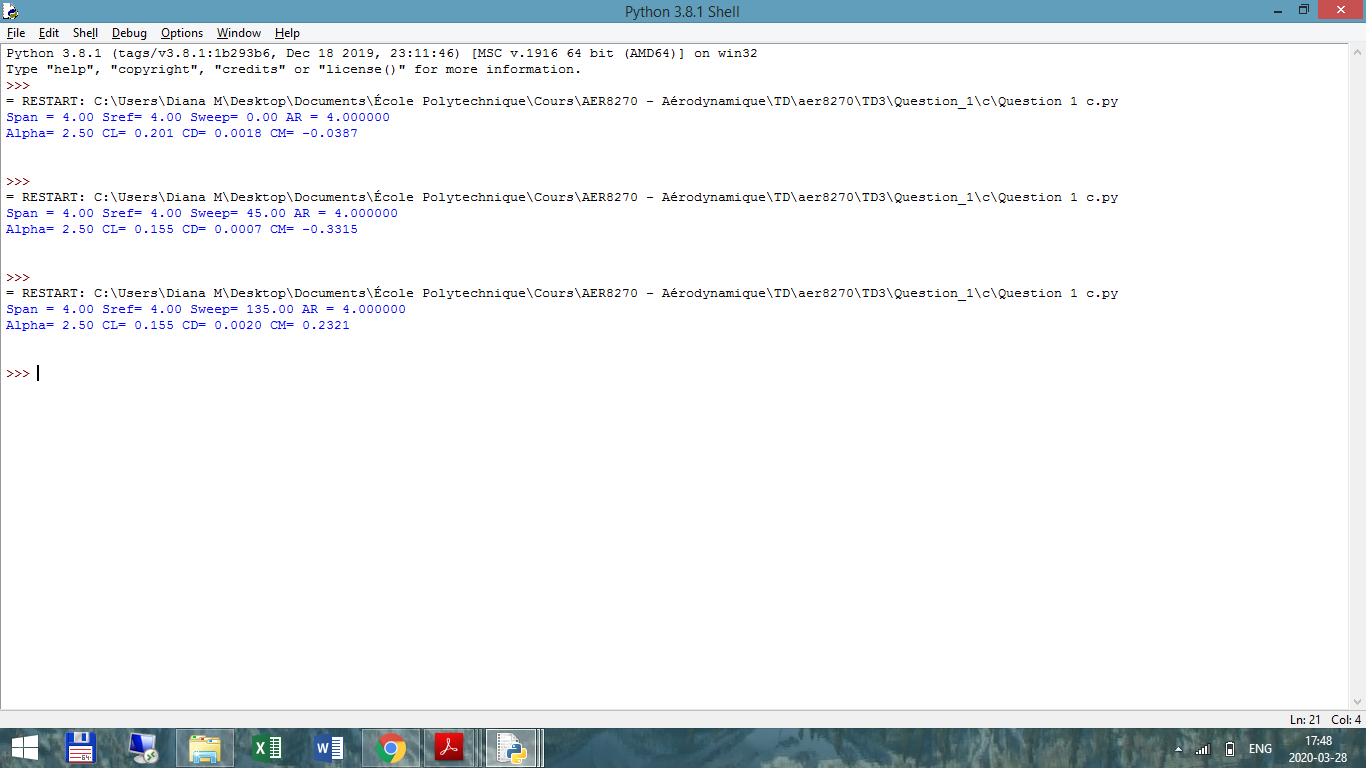 Python 3.8.1 Shell
File Edit Shell Debug Options Window Help
Python 3.8.1 (tags/v3.8.1:1b293b6, Dec 18 2019, 23:11:46) [MSC v.1916 64 bit (AMD64)] on win32
Type "help", "copyright", "credits" or "license()" for more information.
>>>
= RESTART: C:\Users\Diana M\Desktop\Documents\École Polytechnique\Cours\AER8270 - Aérodynamique\TD\aer8270\TD3\Question_1\c\Question 1 c.py
Span = 4.00 Sref= 4.00 Sweep= 0.00 AR = 4.000000
Alpha= 2.50 CL= 0.201 CD= 0.0018 CM= -0.0387
>>>
= RESTART: C:\Users\Diana M\Desktop\Documents\École Polytechnique\Cours\AER8270 - Aérodynamique\TD\aer8270\TD3\Question_1\c\Question 1 c.py
Span = 4.00 Sref= 4.00 Sweep= 45.00 AR = 4.000000
Alpha= 2.50 CL= 0.155 CD= 0.0007 CM= -0.3315
>>>
= RESTART: C:\Users\Diana M\Desktop\Documents\École Polytechnique\Cours\AER8270 - Aérodynamique\TD\aer8270\TD3\Question_1\c\Question 1 c.py
Span = 4.00 Sref= 4.00 Sweep= 135.00 AR = 4.000000
Alpha= 2.50 CL= 0.155 CD= 0.0020 CM= 0.2321
>>>
Ln: 21 Col: 4
64
ENG
17:48
2020-03-28